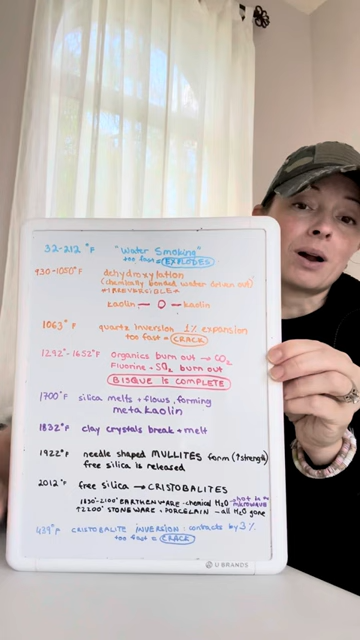 32-212 °F "Water Smoking"
too fast = EXPLODES
930-1050°F dehydroxylation
(chemically bonded water driven out)
*IRREVERSIBLE*
kaolin — O — kaolin
1063°F quartz inversion 1% expansion
too fast = CRACK
1292°-1652°F Organics burn out → CO2
Fluorine + SO2 burn out
BISQUE IS COMPLETE
1700°F silica melts + flows, forming
metakaolin
1832°F clay crystals break + melt
1922°F needle shaped MULLITES form (↑strength)
free silica is released
2012°F free silica → CRISTOBALITES
1830°-2100° EARTHENWARE - chemical H2O → hot in
microwave
↑2200° STONEWARE + PORCELAIN - all H2O gone
439°F CRISTOBALITE INVERSION: contracts by 3%
too fast = CRACK
U BRANDS